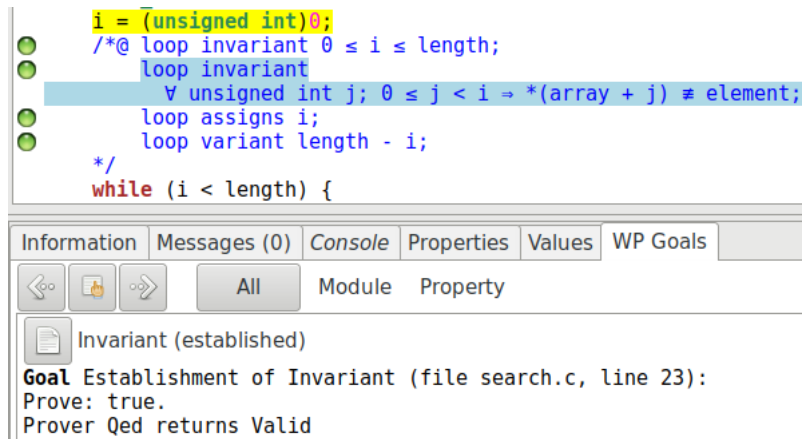 i = (unsigned int)0;
/*@ loop invariant 0 ≤ i ≤ length;
loop invariant
∀ unsigned int j; 0 ≤ j < i ⇒ *(array + j) ≢ element;
loop assigns i;
loop variant length - i;
*/
while (i < length) {
Information Messages (0) Console Properties Values WP Goals
All Module Property
Invariant (established)
Goal Establishment of Invariant (file search.c, line 23):
Prove: true.
Prover Qed returns Valid